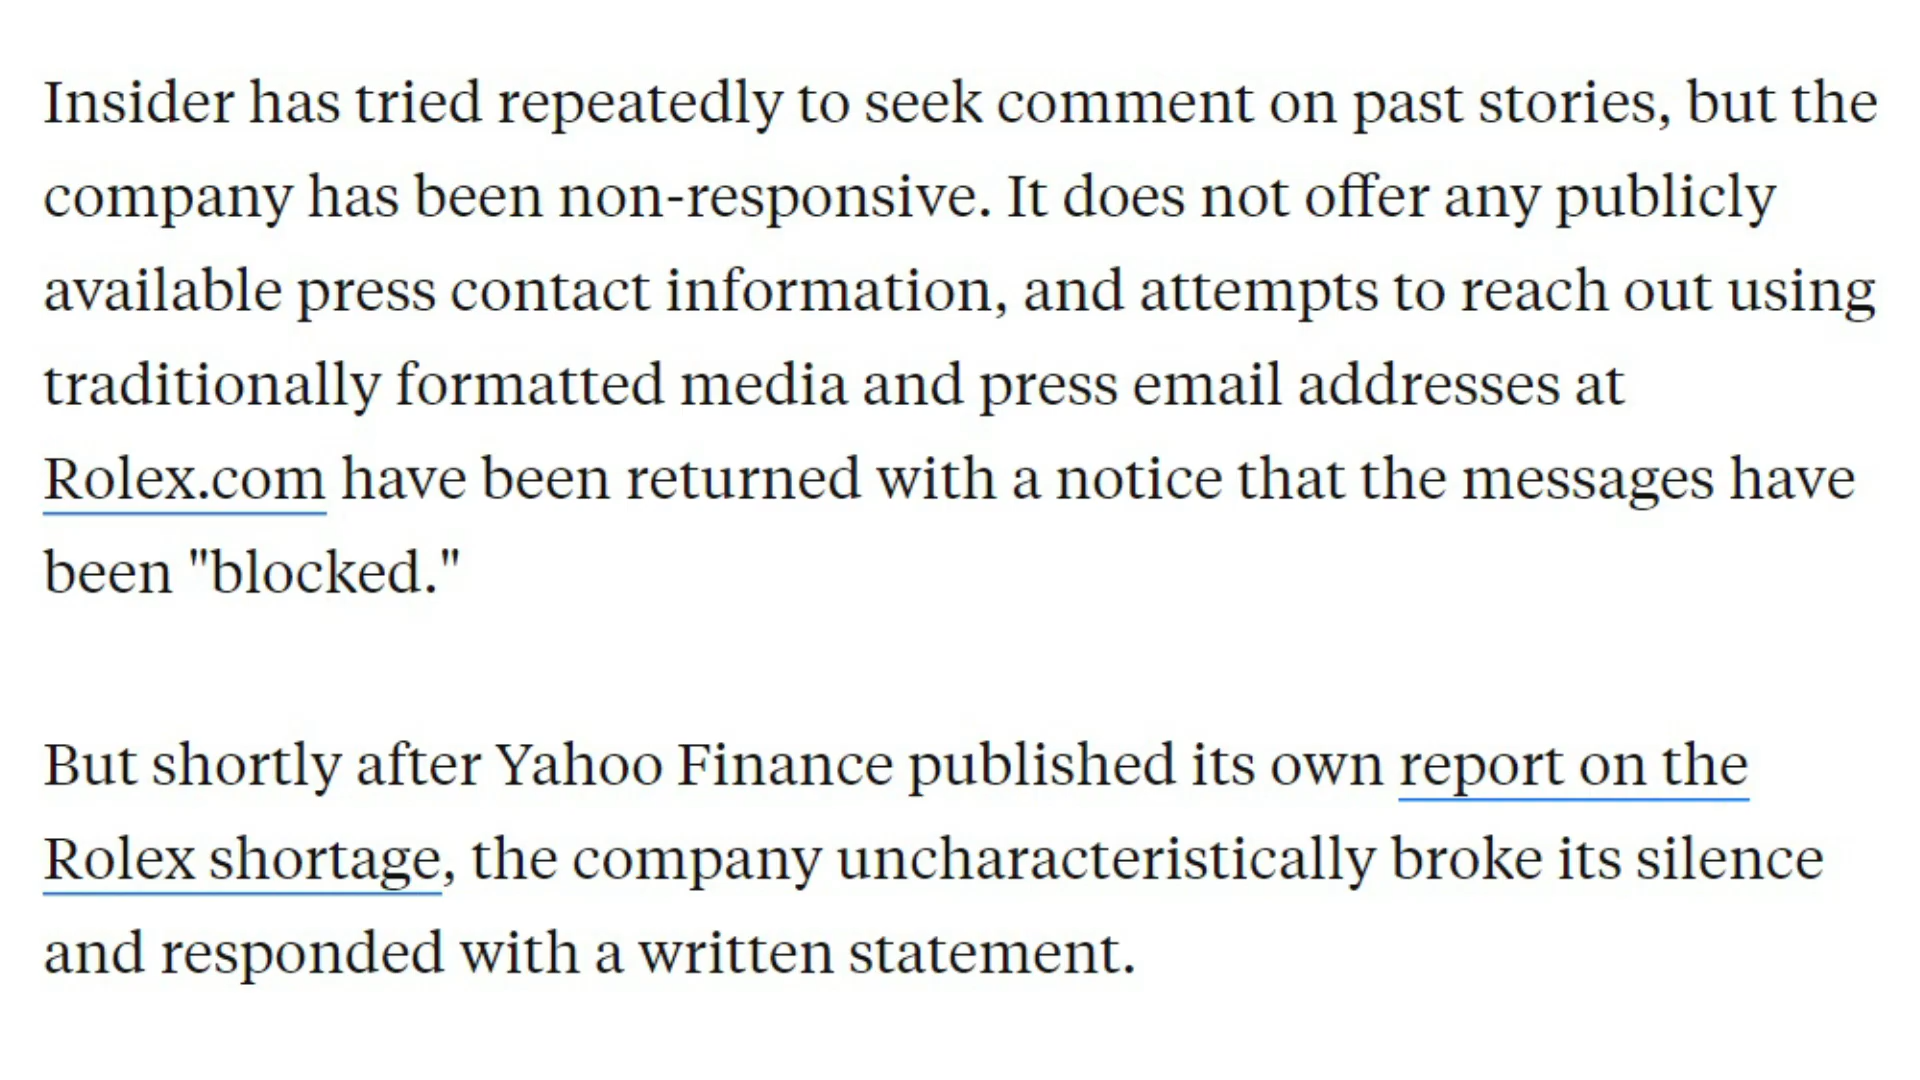 Insider has tried repeatedly to seek comment on past stories, but the
company has been non-responsive. It does not offer any publicly
available press contact information, and attempts to reach out using
traditionally formatted media and press email addresses at
Rolex.com have been returned with a notice that the messages have
been "blocked."
But shortly after Yahoo Finance published its own report on the
Rolex shortage, the company uncharacteristically broke its silence
and responded with a written statement.